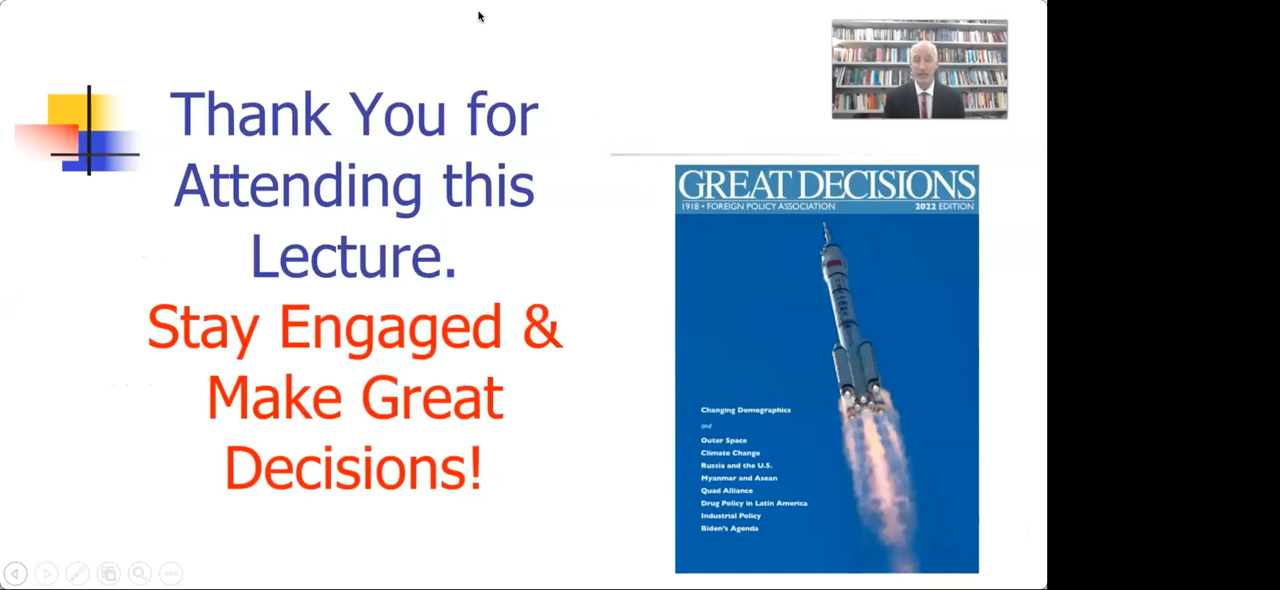 Thank You for
Attending this
Lecture.
Stay Engaged &
Make Great
Decisions!
GREAT DECISIONS
1918 • FOREIGN POLICY ASSOCIATION 2022 EDITION
Changing Demographics
and
Outer Space
Climate Change
Russia and the U.S.
Myanmar and Asean
Quad Alliance
Drug Policy in Latin America
Industrial Policy
Biden's Agenda